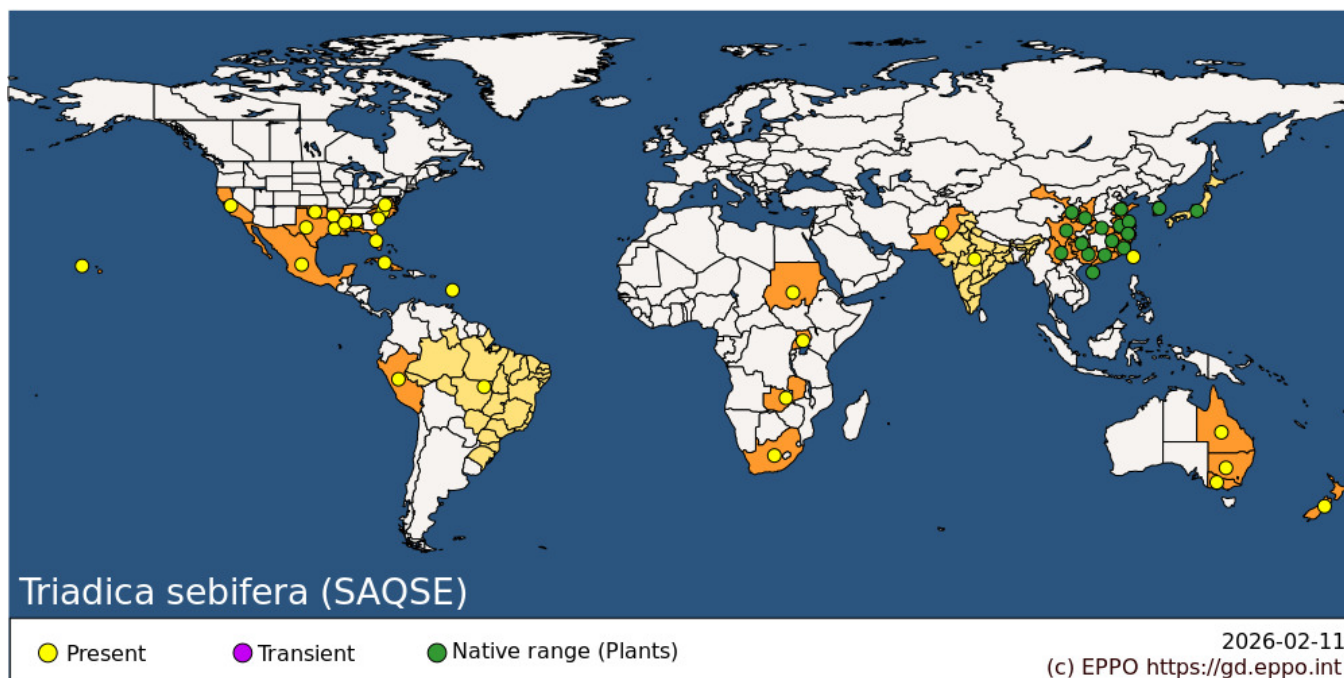 Triadica sebifera (SAQSE)
Present
Transient
Native range (Plants)
2026-02-11
(c) EPPO https://gd.eppo.int